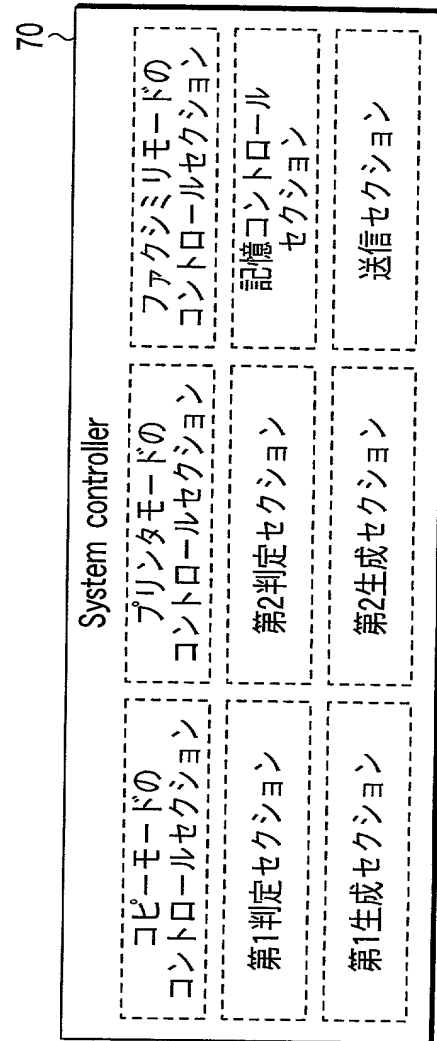 70
System controller
コピーモードの
コントロールセクション
プリンタモードの
コントロールセクション
ファクシミリモードの
コントロールセクション
第1判定セクション
第2判定セクション
記憶コントロール
セクション
第1生成セクション
第2生成セクション
送信セクション